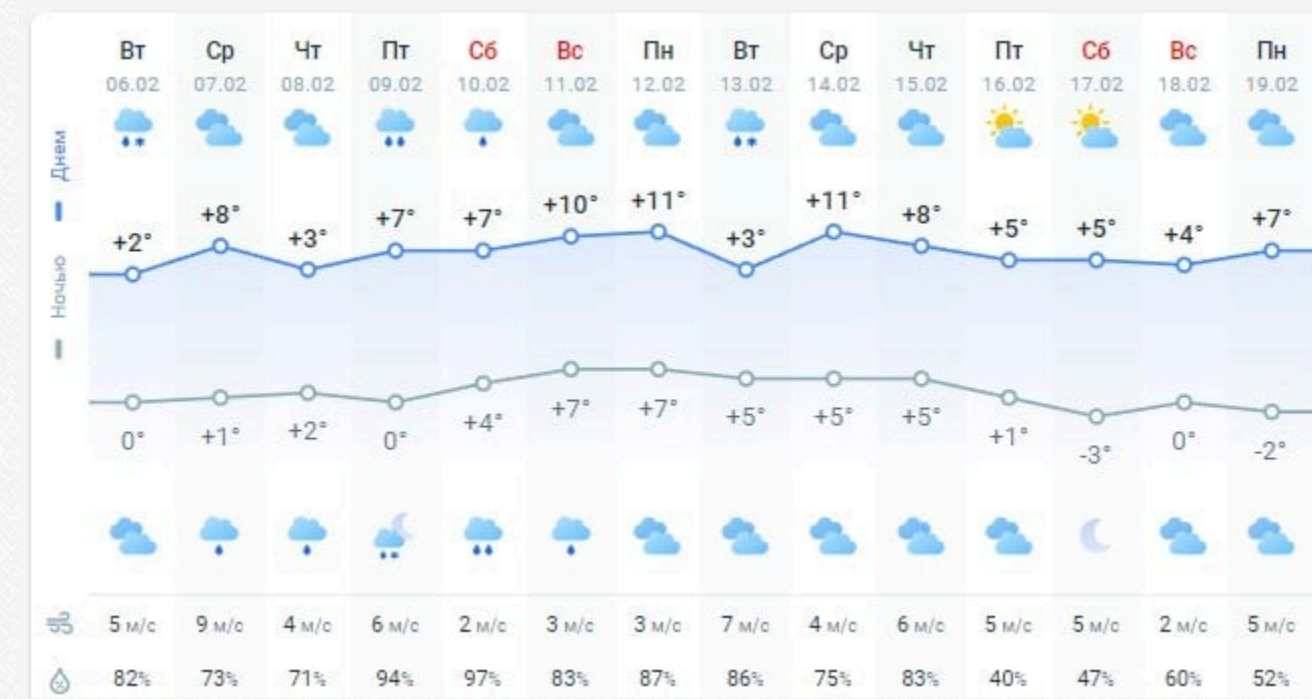 Вт Ср Чт Пт Сб Вс Пн Вт Ср Чт Пт Сб Вс Пн
06.02 07.02 08.02 09.02 10.02 11.02 12.02 13.02 14.02 15.02 16.02 17.02 18.02 19.02
Днем
+2° +8° +3° +7° +7° +10° +11° +3° +11° +8° +5° +5° +4° +7°
Ночью
0° +1° +2° 0° +4° +7° +7° +5° +5° +5° +1° -3° 0° -2°
5 м/с 9 м/с 4 м/с 6 м/с 2 м/с 3 м/с 3 м/с 7 м/с 4 м/с 6 м/с 5 м/с 5 м/с 2 м/с 5 м/с
82% 73% 71% 94% 97% 83% 87% 86% 75% 83% 40% 47% 60% 52%